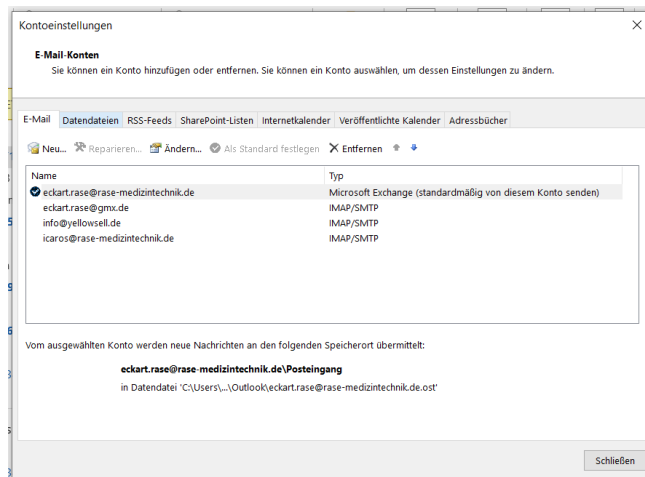 Kontoeinstellungen
E-Mail-Konten
Sie können ein Konto hinzufügen oder entfernen. Sie können ein Konto auswählen, um dessen Einstellungen zu ändern.
E-Mail Datendateien RSS-Feeds SharePoint-Listen Internetkalender Veröffentlichte Kalender Adressbücher
Neu... Reparieren... Ändern... Als Standard festlegen Entfernen
Name Typ
eckart.rase@rase-medizintechnik.de Microsoft Exchange (standardmäßig von diesem Konto senden)
eckart.rase@gmx.de IMAP/SMTP
info@yellowsell.de IMAP/SMTP
icaros@rase-medizintechnik.de IMAP/SMTP
Vom ausgewählten Konto werden neue Nachrichten an den folgenden Speicherort übermittelt:
eckart.rase@rase-medizintechnik.de\Posteingang
in Datendatei 'C:\Users\...\Outlook\eckart.rase@rase-medizintechnik.de.ost'
Schließen